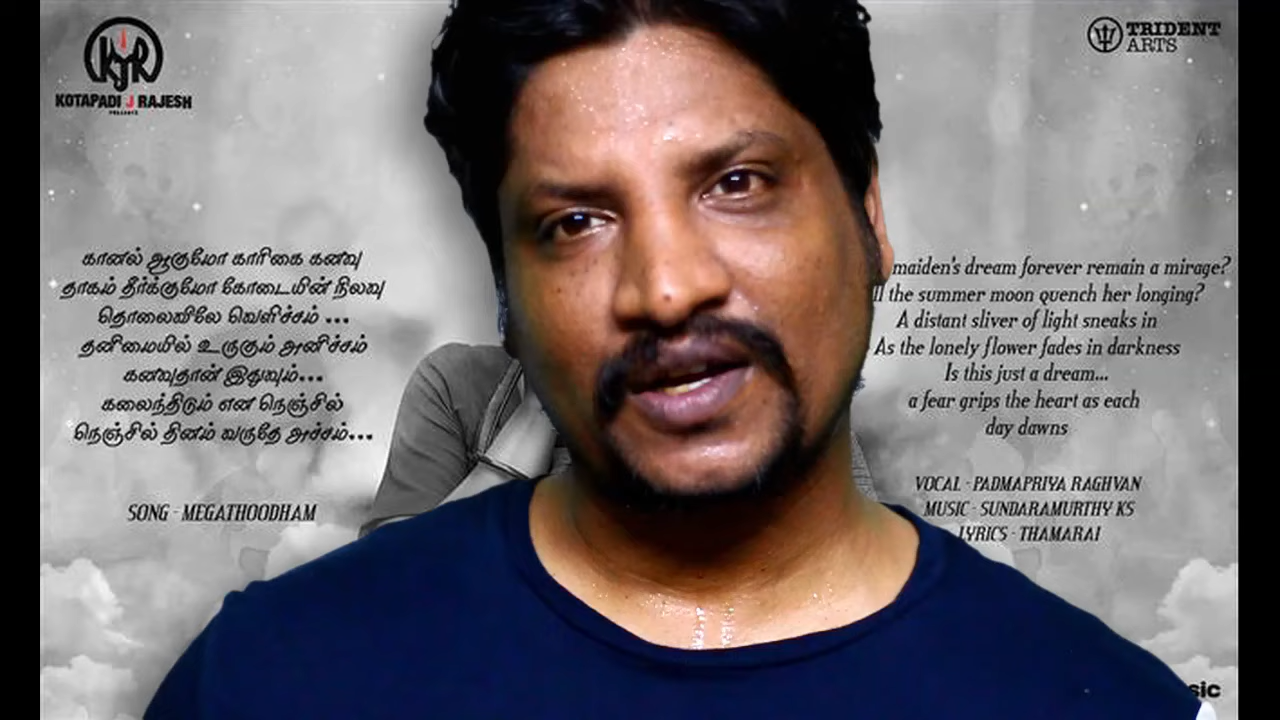 KJR
KOTAPADI J RAJESH
PRESENTS
TRIDENT
ARTS
கானல் ஆகுமோ காரிகை கனவு
தாகம் தீர்க்குமோ கோடையின் நிலவு
தொலைவிலே வெளிச்சம் ...
தனிமையில் உருகும் அனிச்சம்
கனவுதான் இதுவும்...
கலைந்திடும் என நெஞ்சில்
நெஞ்சில் தினம் வருதே அச்சம்...
SONG - MEGATHOODHAM
maiden's dream forever remain a mirage?
the summer moon quench her longing?
A distant sliver of light sneaks in
As the lonely flower fades in darkness
Is this just a dream...
a fear grips the heart as each
day dawns
VOCAL - PADMAPRIYA RAGHVAN
MUSIC - SUNDARAMURTHY KS
LYRICS - THAMARAI